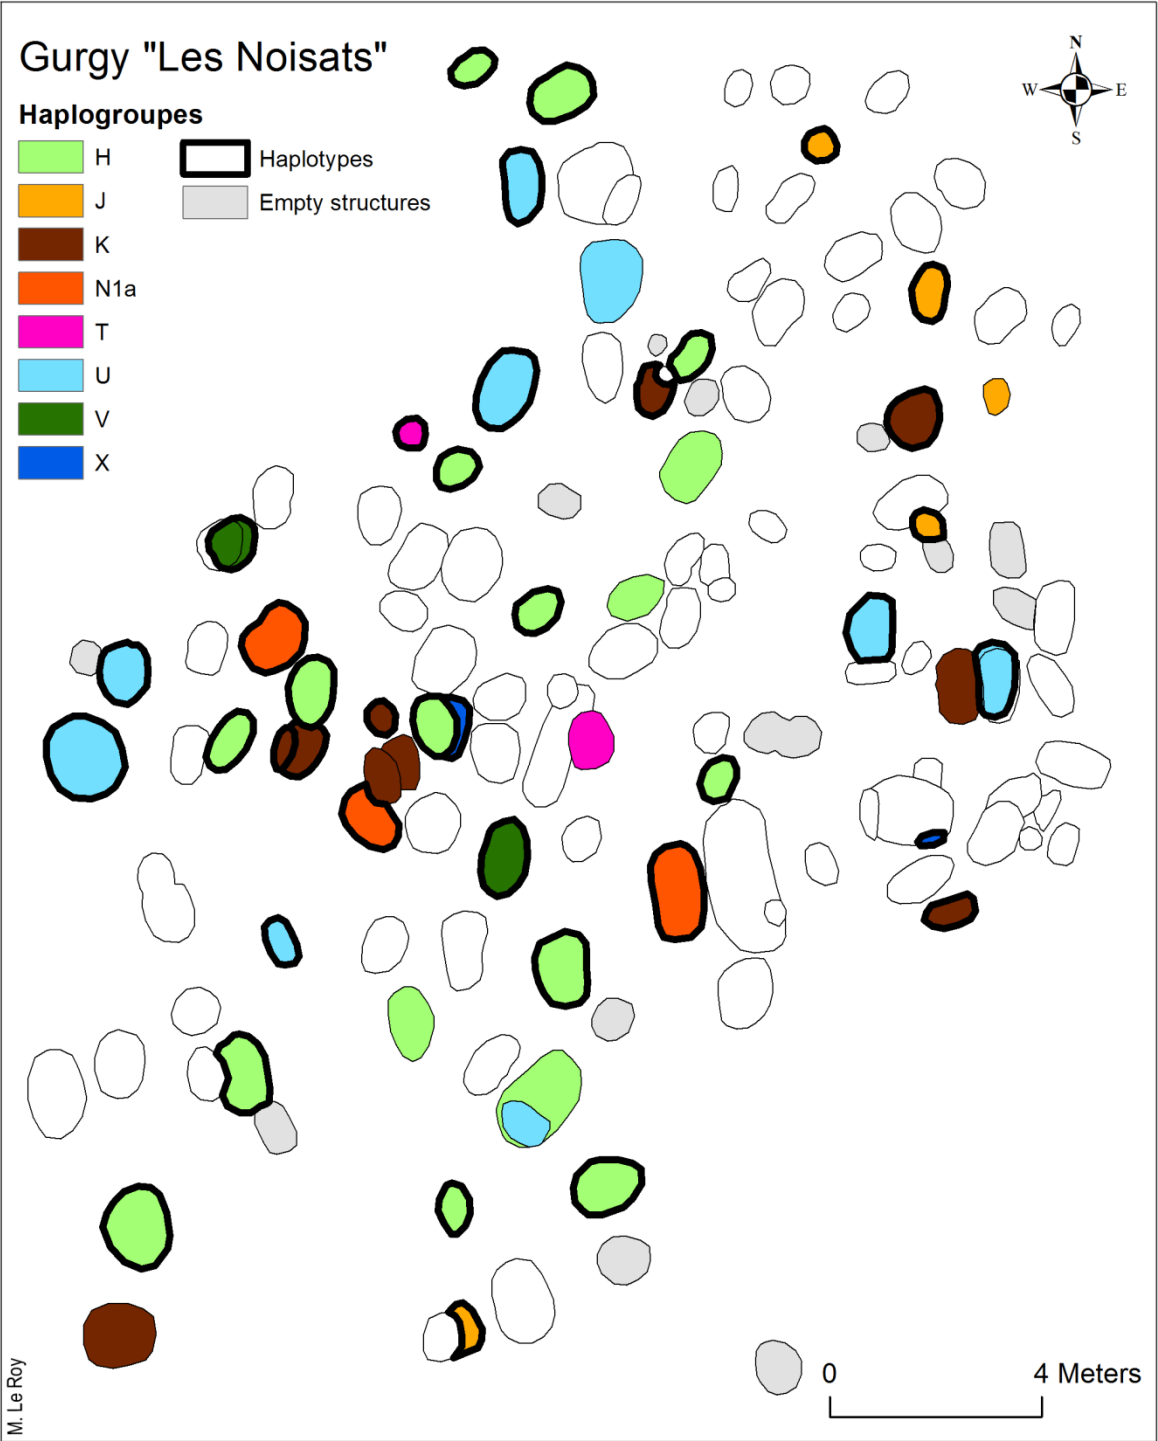 Gurgy "Les Noisats"
Haplogroupes
H
J
K
N1a
T
U
V
X
Haplotypes
Empty structures
N
W E
S
0 4 Meters
M. Le Roy